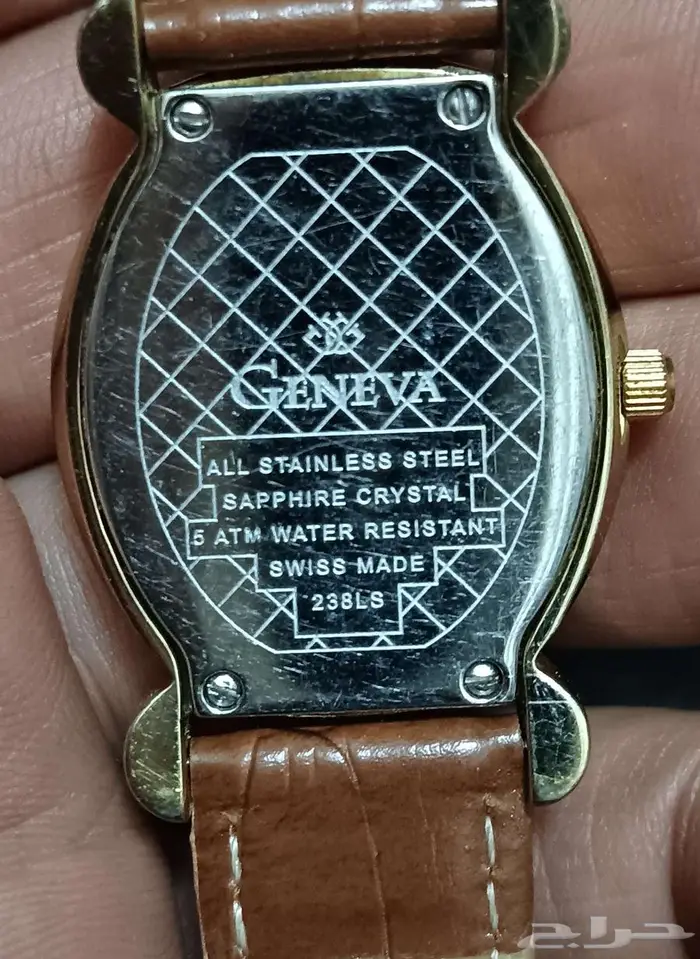 GENEVA
ALL STAINLESS STEEL
SAPPHIRE CRYSTAL
5 ATM WATER RESISTANT
SWISS MADE
238LS
حراج